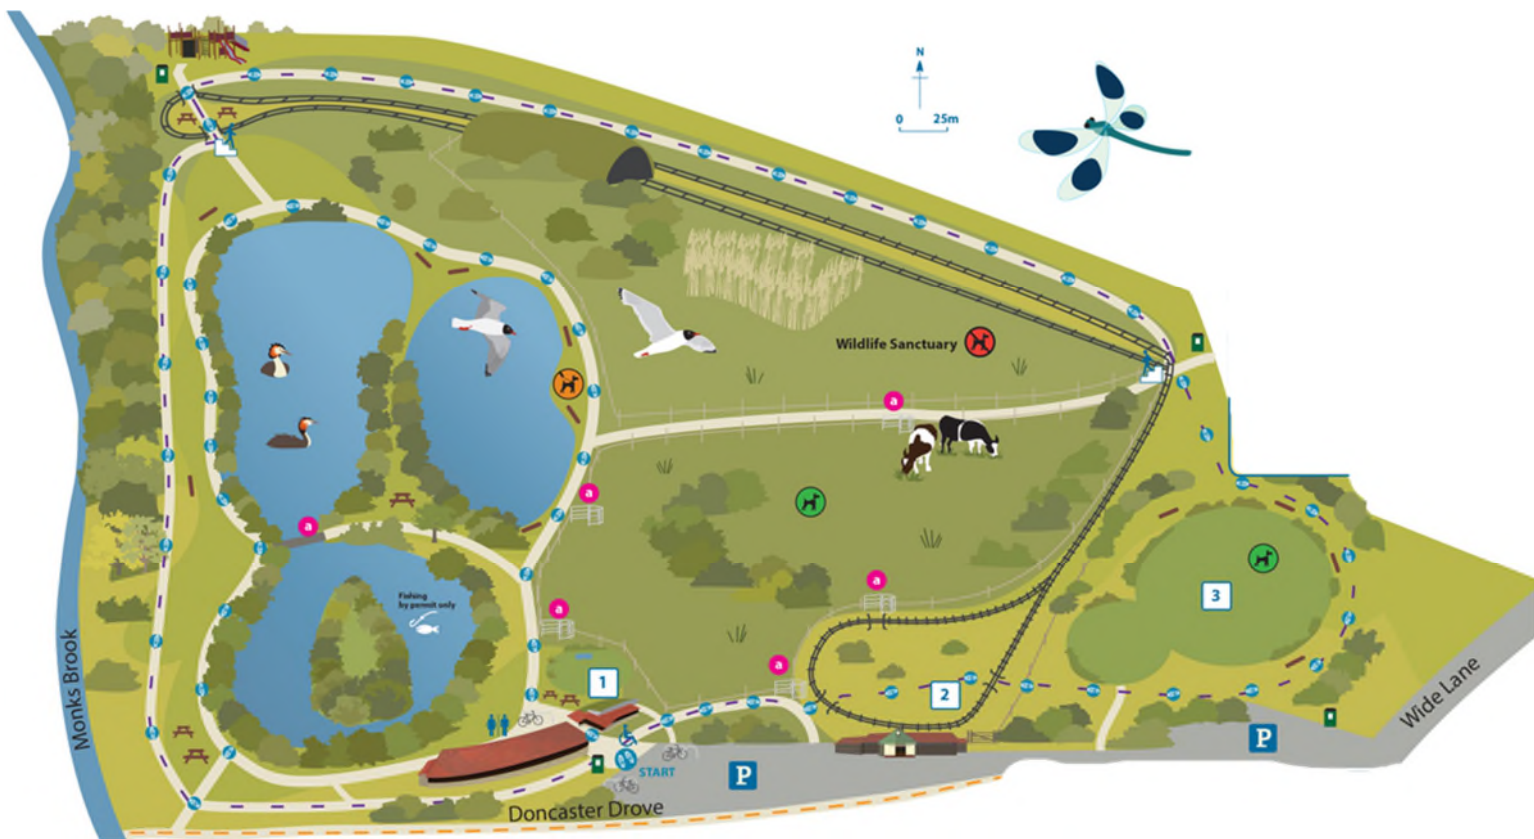 N
0 25m
Wildlife Sanctuary
a
a
a
Fishing
by permit only
a
a
a
3
1
2
Monks Brook
Wide Lane
P
START
P
Doncaster Drove